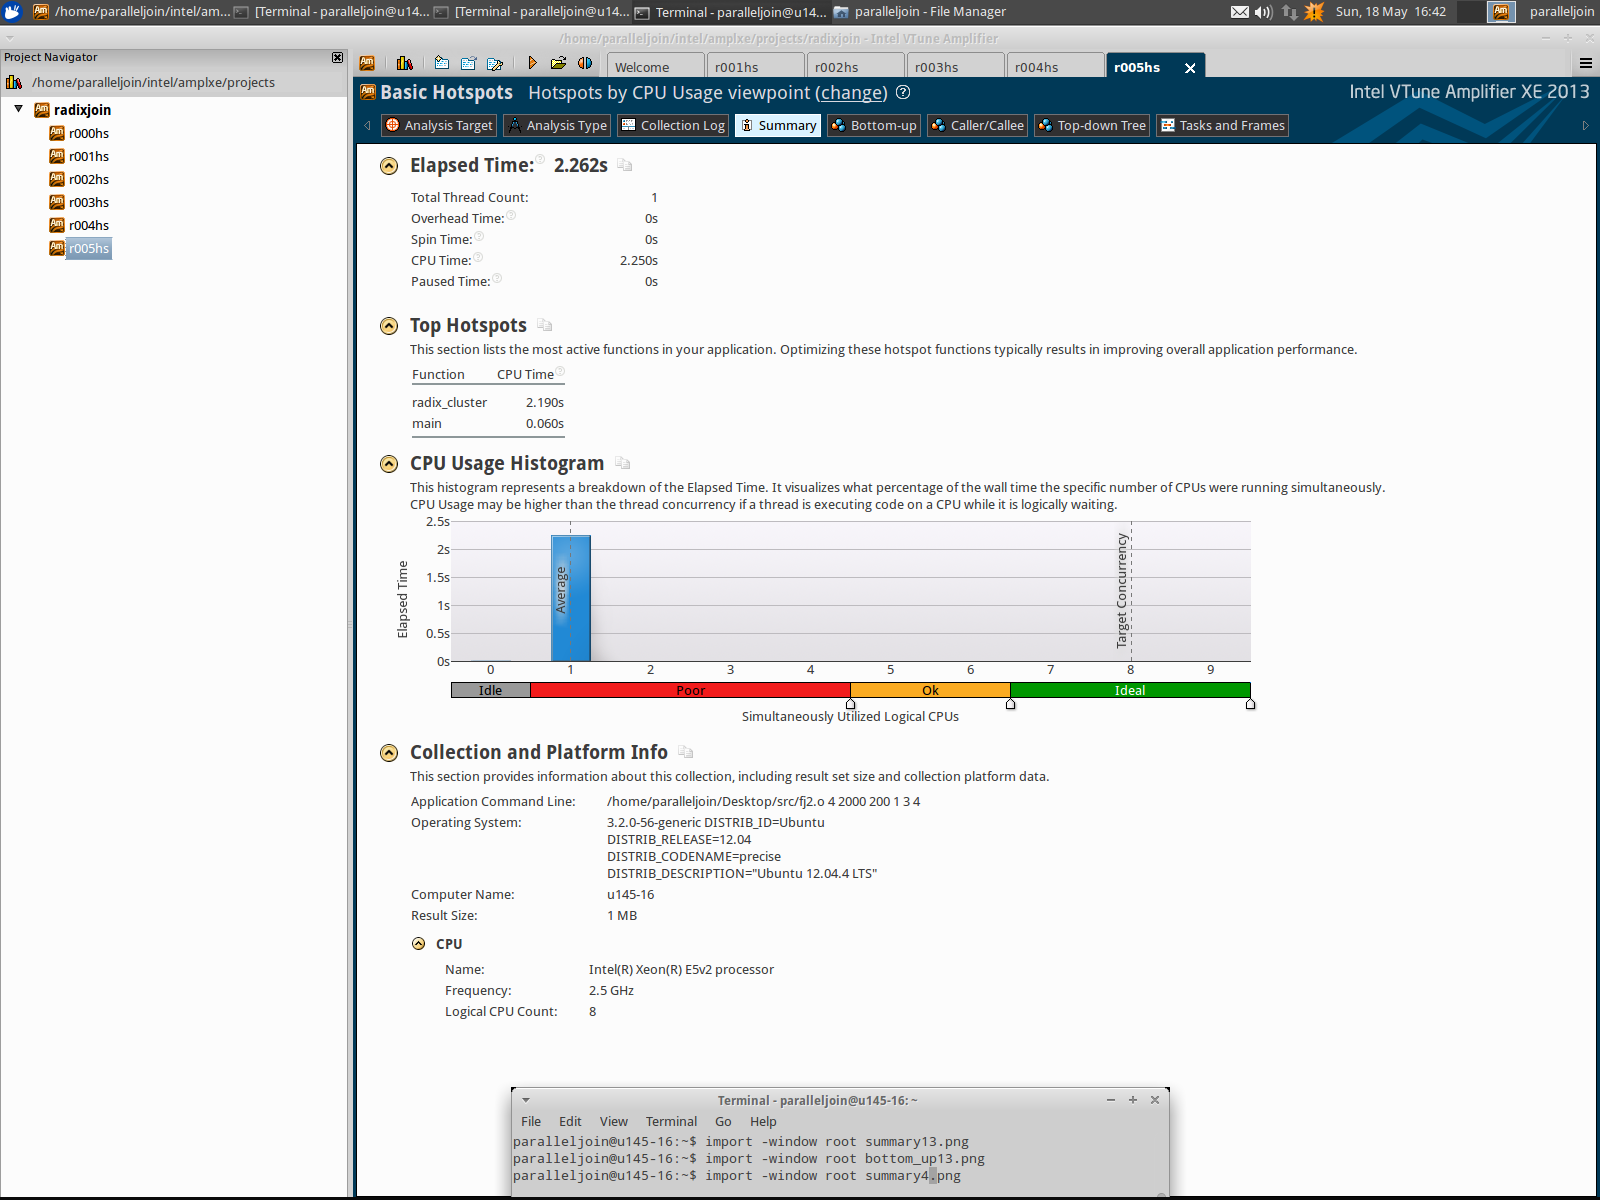 /home/paralleljoin/intel/am... [Terminal - paralleljoin@u14... [Terminal - paralleljoin@u14... Terminal - paralleljoin@u14... paralleljoin - File Manager Sun, 18 May 16:42 Am paralleljoin
/home/paralleljoin/intel/amplxe/projects/radixjoin - Intel VTune Amplifier
Project Navigator
/home/paralleljoin/intel/amplxe/projects
radixjoin
r000hs
r001hs
r002hs
r003hs
r004hs
r005hs
Welcome r001hs r002hs r003hs r004hs r005hs
Basic Hotspots Hotspots by CPU Usage viewpoint (change) Intel VTune Amplifier XE 2013
Analysis Target Analysis Type Collection Log Summary Bottom-up Caller/Callee Top-down Tree Tasks and Frames
Elapsed Time: 2.262s
Total Thread Count: 1
Overhead Time: 0s
Spin Time: 0s
CPU Time: 2.250s
Paused Time: 0s
Top Hotspots
This section lists the most active functions in your application. Optimizing these hotspot functions typically results in improving overall application performance.
Function CPU Time
radix_cluster 2.190s
main 0.060s
CPU Usage Histogram
This histogram represents a breakdown of the Elapsed Time. It visualizes what percentage of the wall time the specific number of CPUs were running simultaneously.
CPU Usage may be higher than the thread concurrency if a thread is executing code on a CPU while it is logically waiting.
2.5s
2s
1.5s
1s
0.5s
0s
Elapsed Time
Average
Target Concurrency
0 1 2 3 4 5 6 7 8 9
Idle Poor Ok Ideal
Simultaneously Utilized Logical CPUs
Collection and Platform Info
This section provides information about this collection, including result set size and collection platform data.
Application Command Line: /home/paralleljoin/Desktop/src/fj2.o 4 2000 200 1 3 4
Operating System: 3.2.0-56-generic DISTRIB_ID=Ubuntu
DISTRIB_RELEASE=12.04
DISTRIB_CODENAME=precise
DISTRIB_DESCRIPTION="Ubuntu 12.04.4 LTS"
Computer Name: u145-16
Result Size: 1 MB
CPU
Name: Intel(R) Xeon(R) E5v2 processor
Frequency: 2.5 GHz
Logical CPU Count: 8
Terminal - paralleljoin@u145-16: ~
File Edit View Terminal Go Help
paralleljoin@u145-16:~$ import -window root summary13.png
paralleljoin@u145-16:~$ import -window root bottom_up13.png
paralleljoin@u145-16:~$ import -window root summary4.png